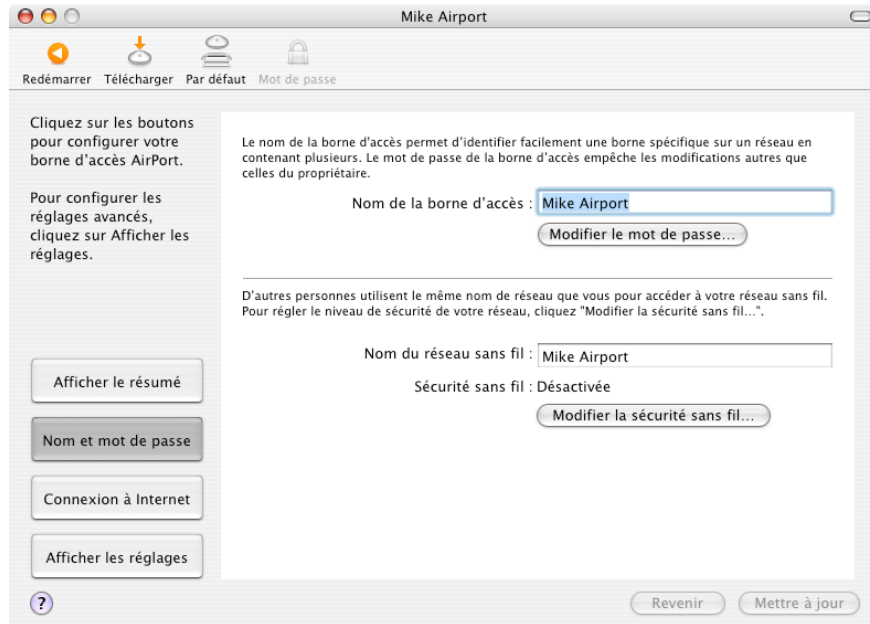 Mike Airport
Redémarrer Télécharger Par défaut Mot de passe
Cliquez sur les boutons
pour configurer votre
borne d'accès AirPort.
Pour configurer les
réglages avancés,
cliquez sur Afficher les
réglages.
Afficher le résumé
Nom et mot de passe
Connexion à Internet
Afficher les réglages
?
Le nom de la borne d'accès permet d'identifier facilement une borne spécifique sur un réseau en
contenant plusieurs. Le mot de passe de la borne d'accès empêche les modifications autres que
celles du propriétaire.
Nom de la borne d'accès : Mike Airport
Modifier le mot de passe...
D'autres personnes utilisent le même nom de réseau que vous pour accéder à votre réseau sans fil.
Pour régler le niveau de sécurité de votre réseau, cliquez "Modifier la sécurité sans fil...".
Nom du réseau sans fil : Mike Airport
Sécurité sans fil : Désactivée
Modifier la sécurité sans fil...
Revenir Mettre à jour